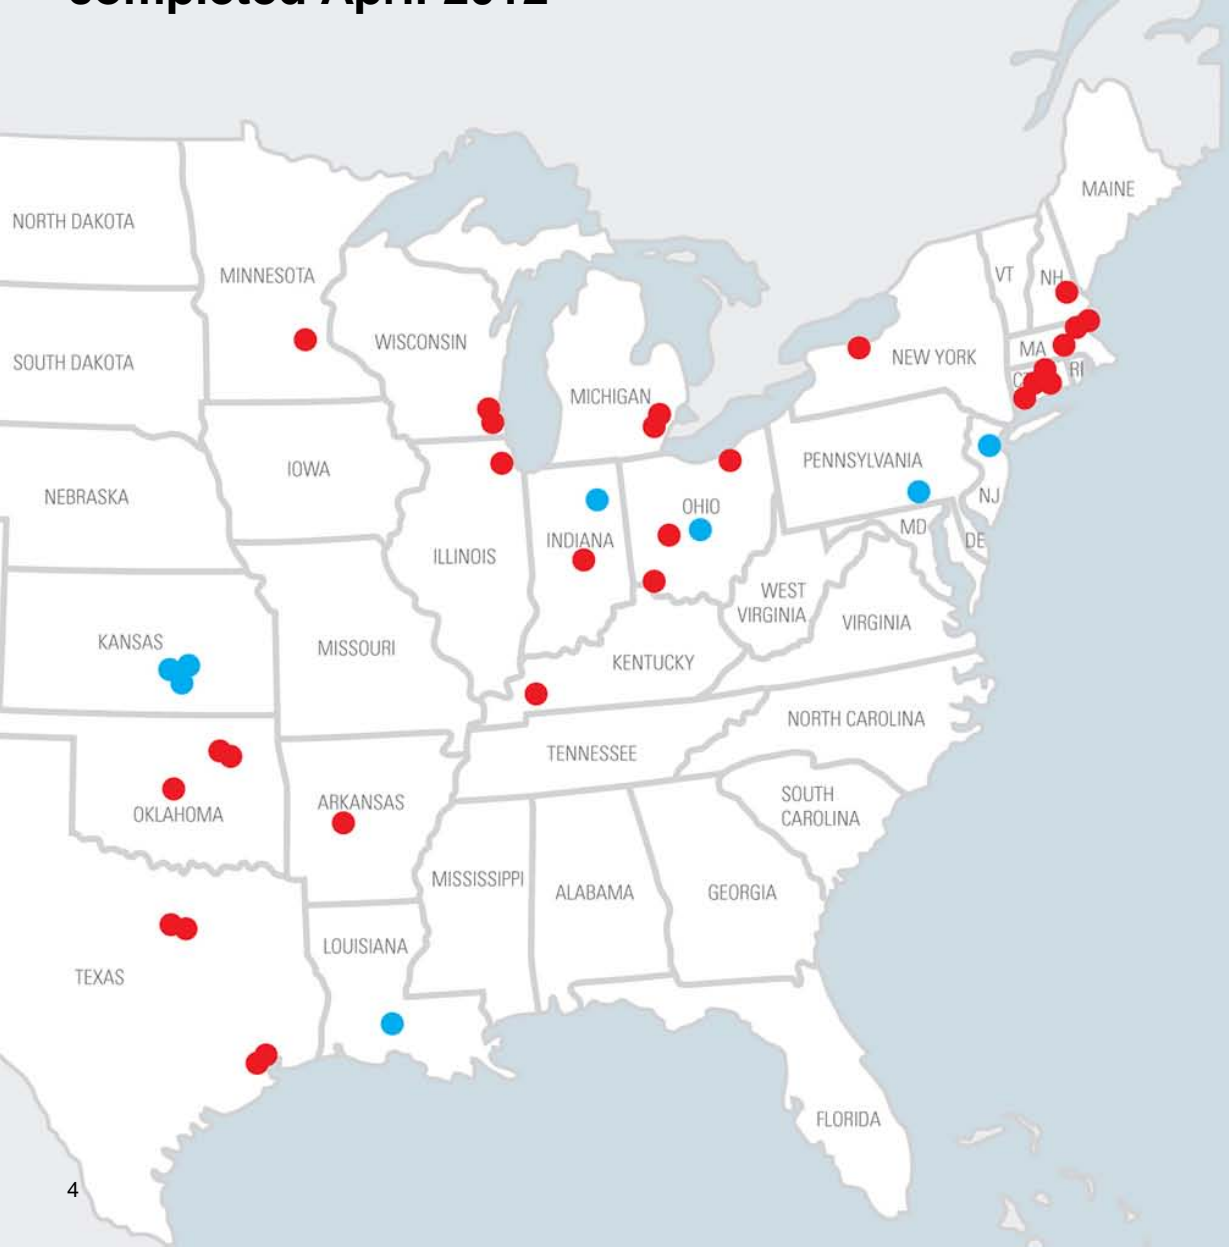 completed April 2012
MAINE
NORTH DAKOTA
MINNESOTA
VT
NH
WISCONSIN
SOUTH DAKOTA
MA
NEW YORK
RI
CT
MICHIGAN
PENNSYLVANIA
IOWA
NEBRASKA
NJ
OHIO
MD
INDIANA
DE
ILLINOIS
WEST
VIRGINIA
VIRGINIA
KANSAS
MISSOURI
KENTUCKY
NORTH CAROLINA
TENNESSEE
SOUTH
CAROLINA
ARKANSAS
OKLAHOMA
MISSISSIPPI
ALABAMA
GEORGIA
LOUISIANA
TEXAS
FLORIDA
4